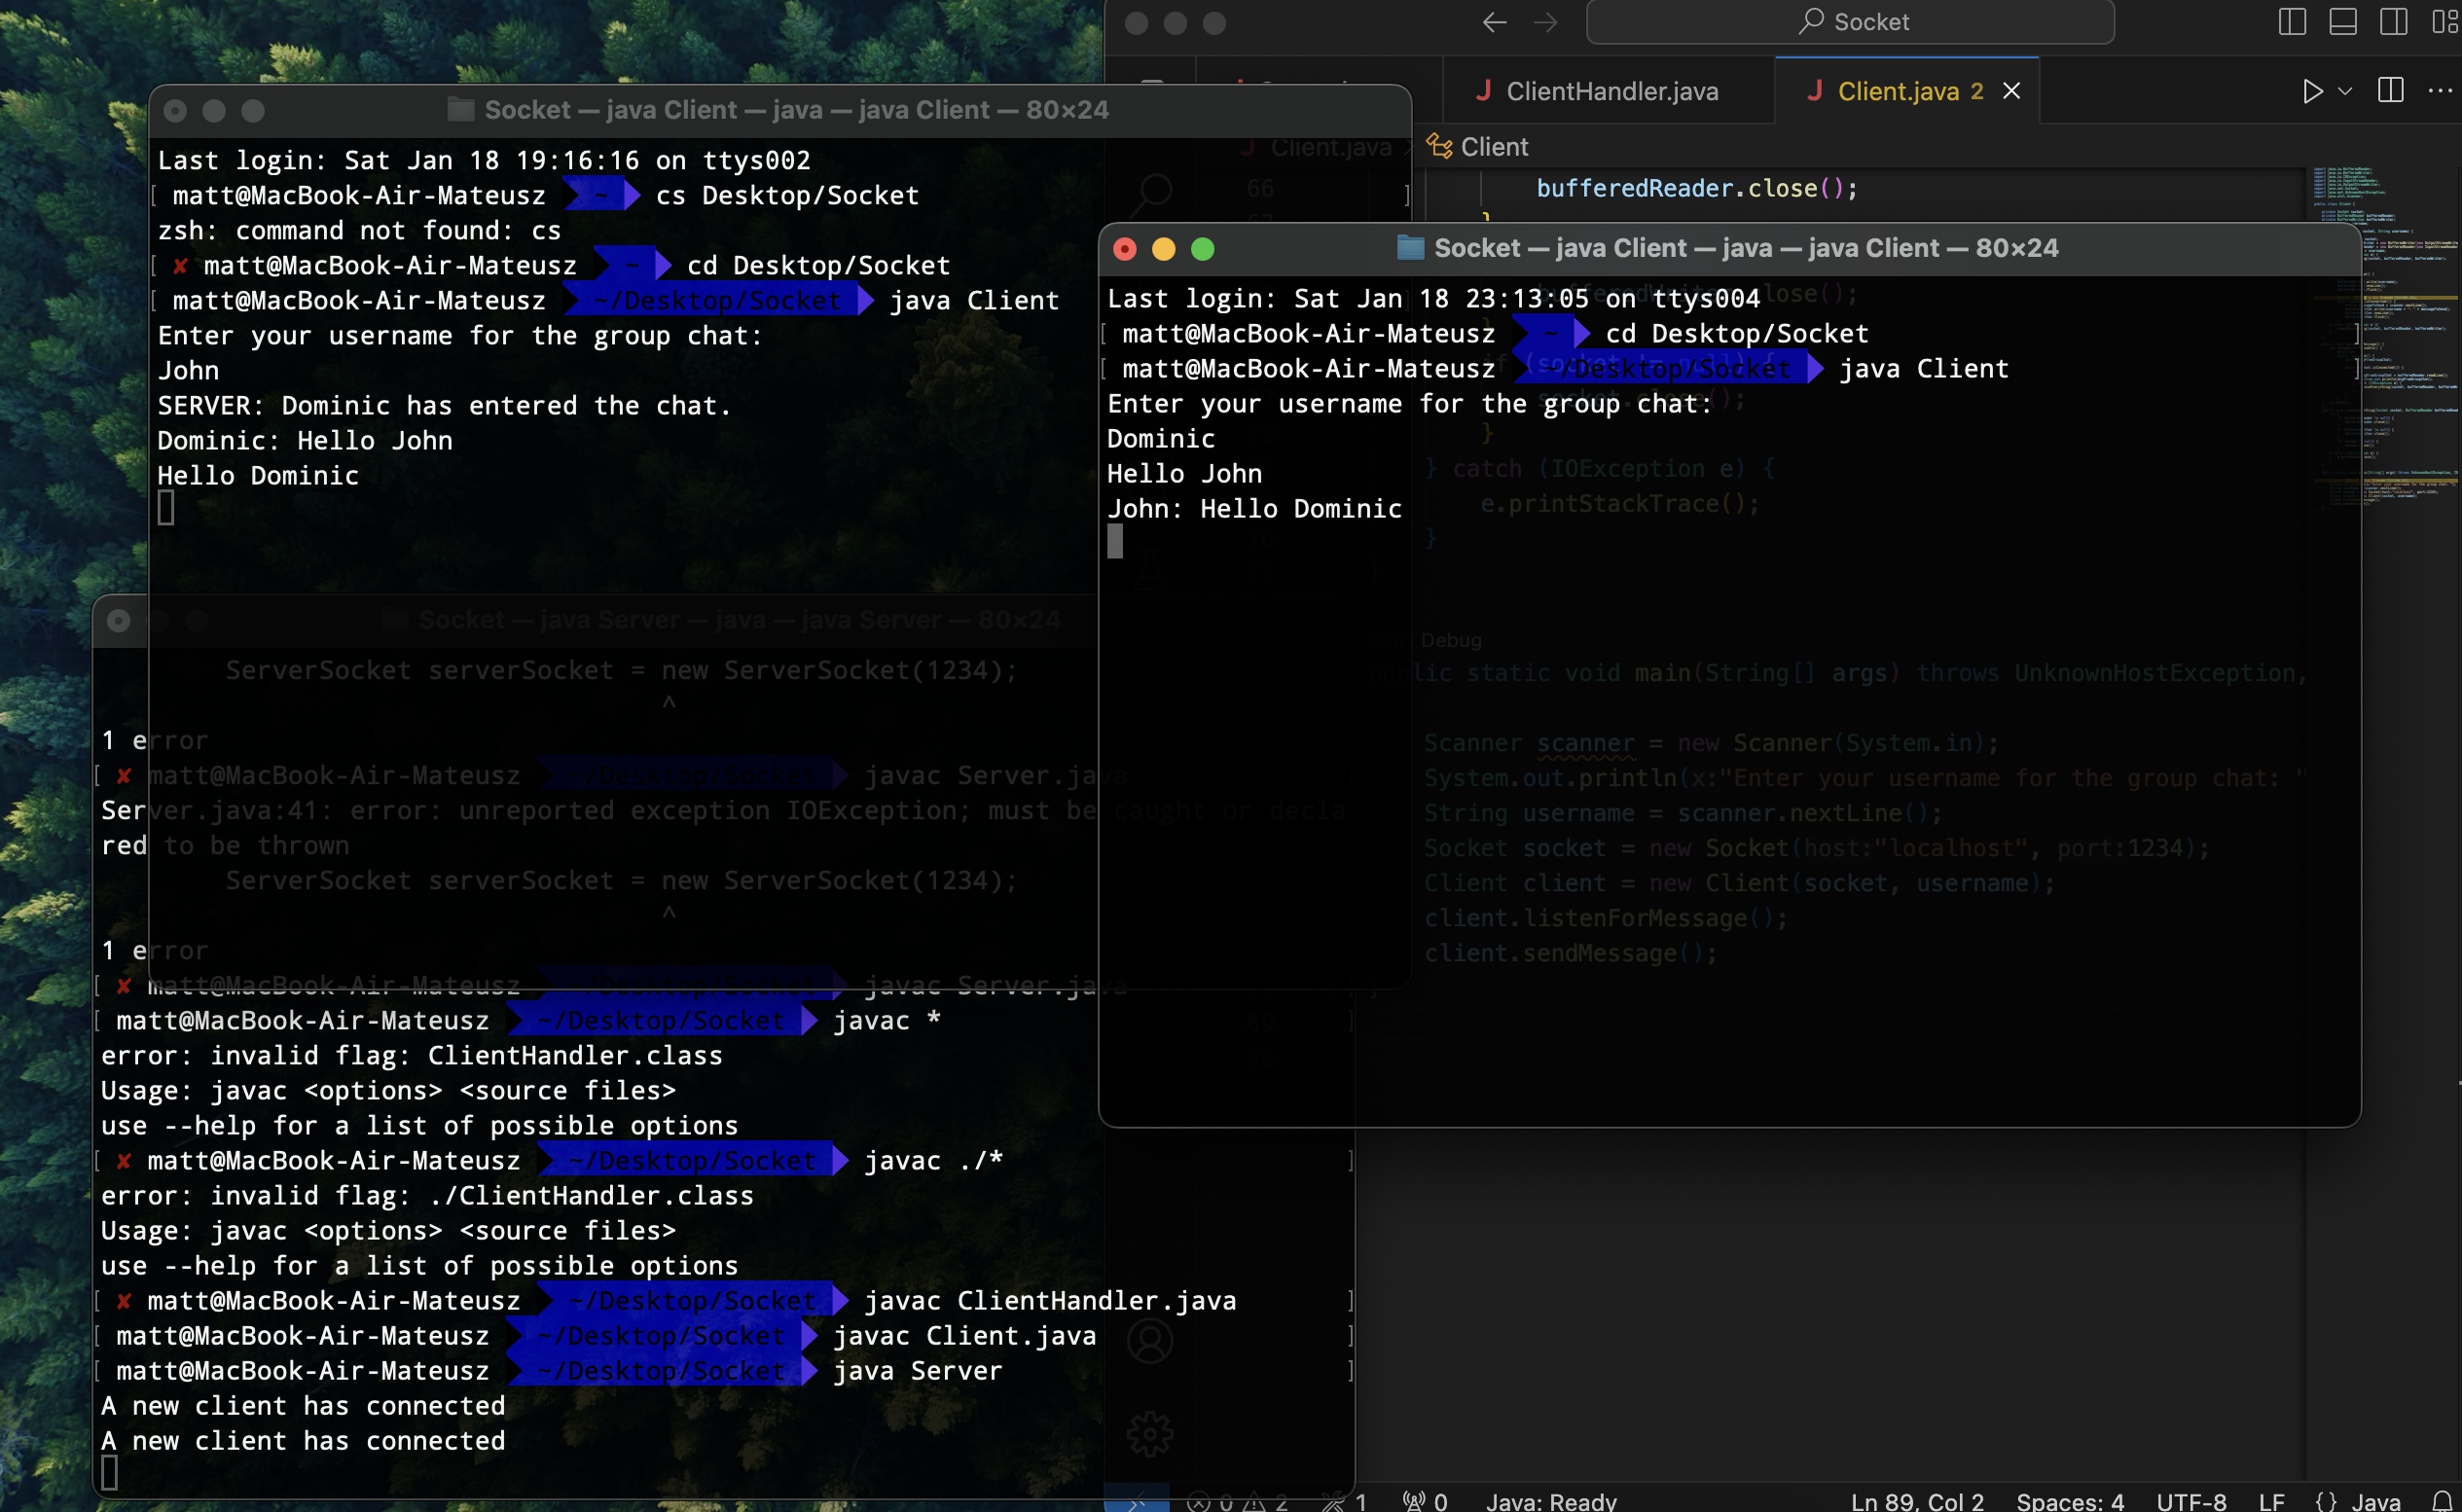 Socket — java Client — java — java Client — 80×24
Last login: Sat Jan 18 19:16:16 on ttys002
[ matt@MacBook-Air-Mateusz ~ cs Desktop/Socket ]
zsh: command not found: cs
[ ✘ matt@MacBook-Air-Mateusz ~ cd Desktop/Socket
[ matt@MacBook-Air-Mateusz ~/Desktop/Socket java Client
Enter your username for the group chat:
John
SERVER: Dominic has entered the chat.
Dominic: Hello John
Hello Dominic
Socket — java Server — java — java Server — 80×24
ServerSocket serverSocket = new ServerSocket(1234);
^
1 error
[ ✘ matt@MacBook-Air-Mateusz ~/Desktop/Socket javac Server.java
Server.java:41: error: unreported exception IOException; must be caught or decla
red to be thrown
ServerSocket serverSocket = new ServerSocket(1234);
^
1 error
[ ✘ matt@MacBook-Air-Mateusz ~/Desktop/Socket javac Server.java
[ matt@MacBook-Air-Mateusz ~/Desktop/Socket javac * ]
error: invalid flag: ClientHandler.class
Usage: javac <options> <source files>
use --help for a list of possible options
[ ✘ matt@MacBook-Air-Mateusz ~/Desktop/Socket javac ./* ]
error: invalid flag: ./ClientHandler.class
Usage: javac <options> <source files>
use --help for a list of possible options
[ ✘ matt@MacBook-Air-Mateusz ~/Desktop/Socket javac ClientHandler.java ]
[ matt@MacBook-Air-Mateusz ~/Desktop/Socket javac Client.java ]
[ matt@MacBook-Air-Mateusz ~/Desktop/Socket java Server ]
A new client has connected
A new client has connected
Socket
ClientHandler.java
Client.java 2
Client.java
Client
66
bufferedReader.close();
}
Socket — java Client — java — java Client — 80×24
Last login: Sat Jan 18 23:13:05 on ttys004
[ matt@MacBook-Air-Mateusz ~ cd Desktop/Socket ]
[ matt@MacBook-Air-Mateusz ~/Desktop/Socket java Client ]
Enter your username for the group chat:
Dominic
Hello John
John: Hello Dominic
close();
if (socket != null) {
socket.close();
}
} catch (IOException e) {
e.printStackTrace();
}
Debug
public static void main(String[] args) throws UnknownHostException,
Scanner scanner = new Scanner(System.in);
System.out.println(x:"Enter your username for the group chat: "
String username = scanner.nextLine();
Socket socket = new Socket(host:"localhost", port:1234);
Client client = new Client(socket, username);
client.listenForMessage();
client.sendMessage();
89
0 2
1
0
Java: Ready
Ln 89, Col 2
Spaces: 4
UTF-8
LF
{} Java